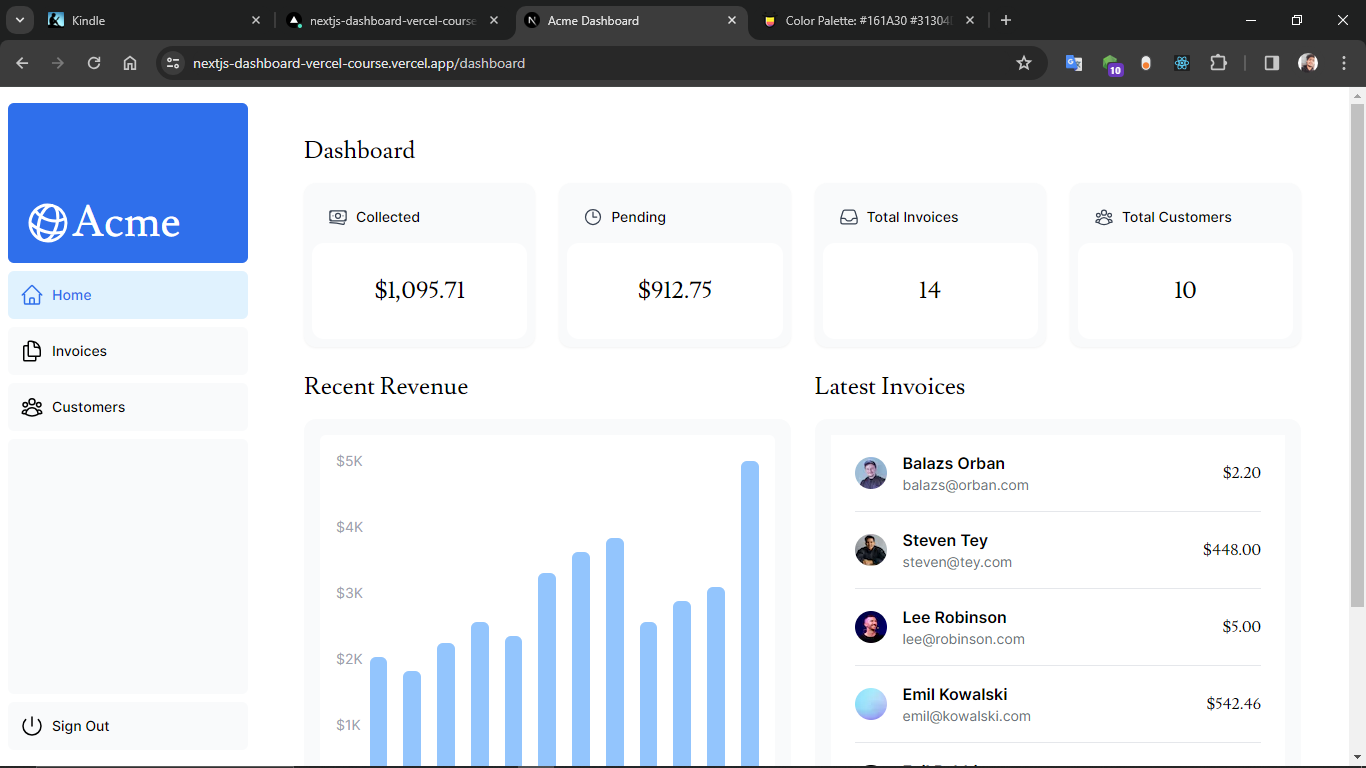 Kindle
nextjs-dashboard-vercel-course
Acme Dashboard
Color Palette: #161A30 #31304
nextjs-dashboard-vercel-course.vercel.app/dashboard
10
Acme
Home
Invoices
Customers
Sign Out
Dashboard
Collected
$1,095.71
Pending
$912.75
Total Invoices
14
Total Customers
10
Recent Revenue
$5K
$4K
$3K
$2K
$1K
Latest Invoices
Balazs Orban
balazs@orban.com
$2.20
Steven Tey
steven@tey.com
$448.00
Lee Robinson
lee@robinson.com
$5.00
Emil Kowalski
emil@kowalski.com
$542.46